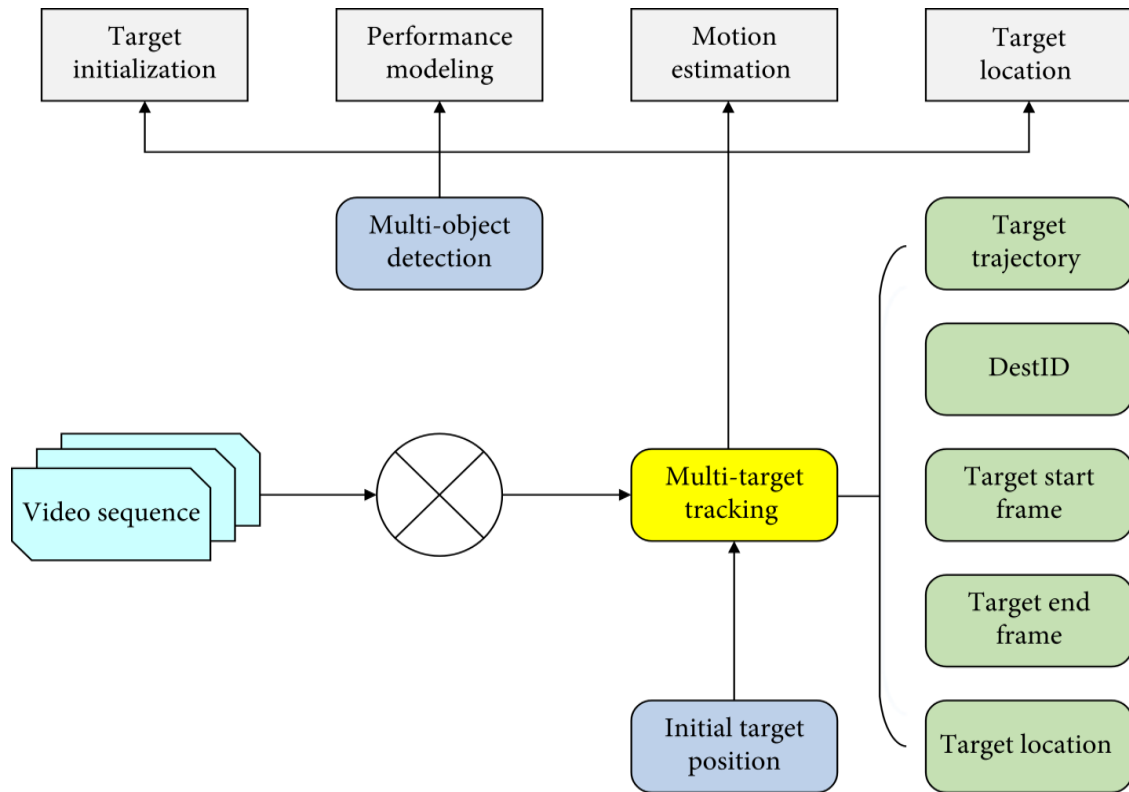 Target
initialization
Performance
modeling
Motion
estimation
Target
location
Multi-object
detection
Target
trajectory
DestID
Video sequence
Multi-target
tracking
Target start
frame
Target end
frame
Initial target
position
Target location